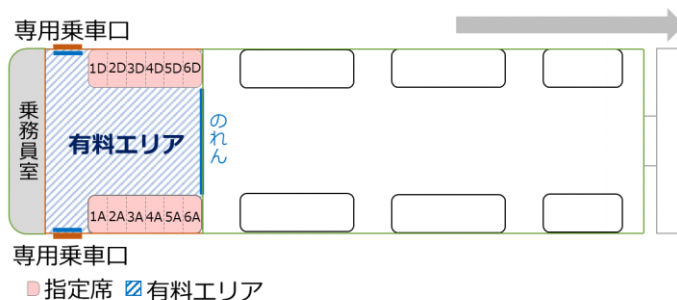 専用乗車口
1D 2D 3D 4D 5D 6D
乗務員室
有料エリア
のれん
1A 2A 3A 4A 5A 6A
専用乗車口
指定席 有料エリア